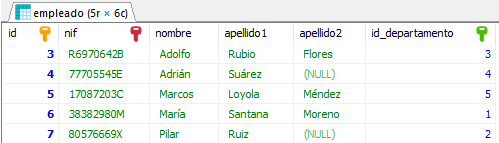 empleado (5r × 6c)
id nif nombre apellido1 apellido2 id_departamento
3 R6970642B Adolfo Rubio Flores 3
4 77705545E Adrián Suárez (NULL) 4
5 17087203C Marcos Loyola Méndez 5
6 38382980M María Santana Moreno 1
7 80576669X Pilar Ruiz (NULL) 2